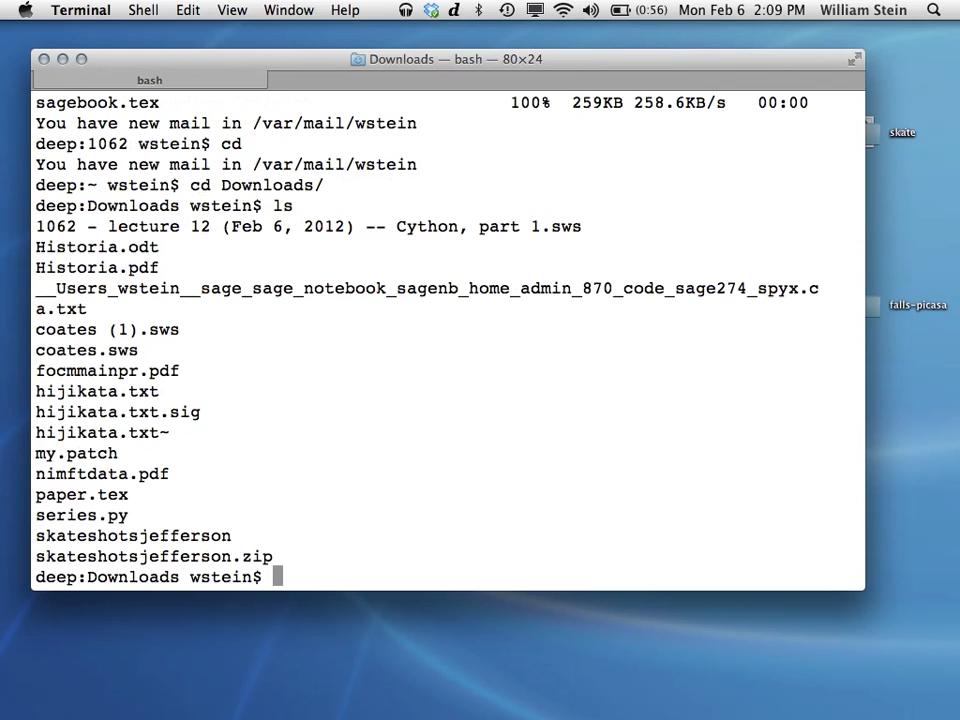 Terminal Shell Edit View Window Help d (0:56) Mon Feb 6 2:09 PM William Stein
Downloads — bash — 80×24
bash
sagebook.tex 100% 259KB 258.6KB/s 00:00
You have new mail in /var/mail/wstein
deep:1062 wstein$ cd
You have new mail in /var/mail/wstein
deep:~ wstein$ cd Downloads/
deep:Downloads wstein$ ls
1062 - lecture 12 (Feb 6, 2012) -- Cython, part 1.sws
Historia.odt
Historia.pdf
__Users_wstein__sage_sage_notebook_sagenb_home_admin_870_code_sage274_spyx.c
a.txt
coates (1).sws
coates.sws
focmmainpr.pdf
hijikata.txt
hijikata.txt.sig
hijikata.txt~
my.patch
nimftdata.pdf
paper.tex
series.py
skateshotsjefferson
skateshotsjefferson.zip
deep:Downloads wstein$
skate
falls-picasa